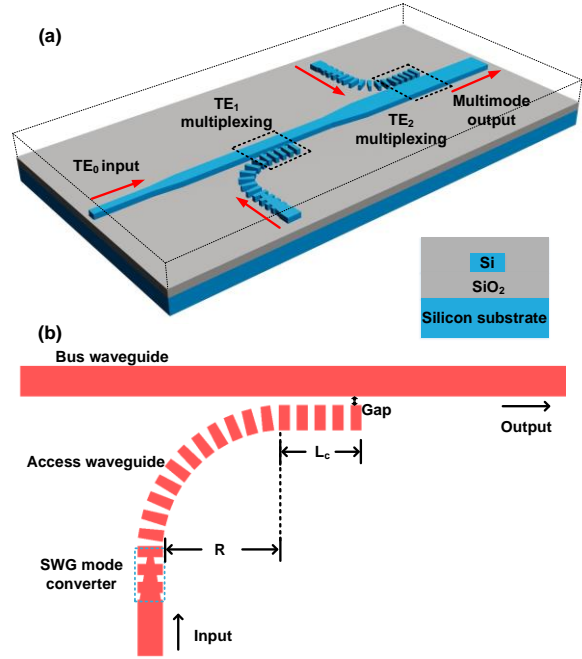 (a)
TE₁
multiplexing
TE₂
multiplexing
Multimode
output
TE₀ input
Si
SiO₂
Silicon substrate
(b)
Bus waveguide
Gap
Output
Access waveguide
L꜀
R
SWG mode
converter
Input